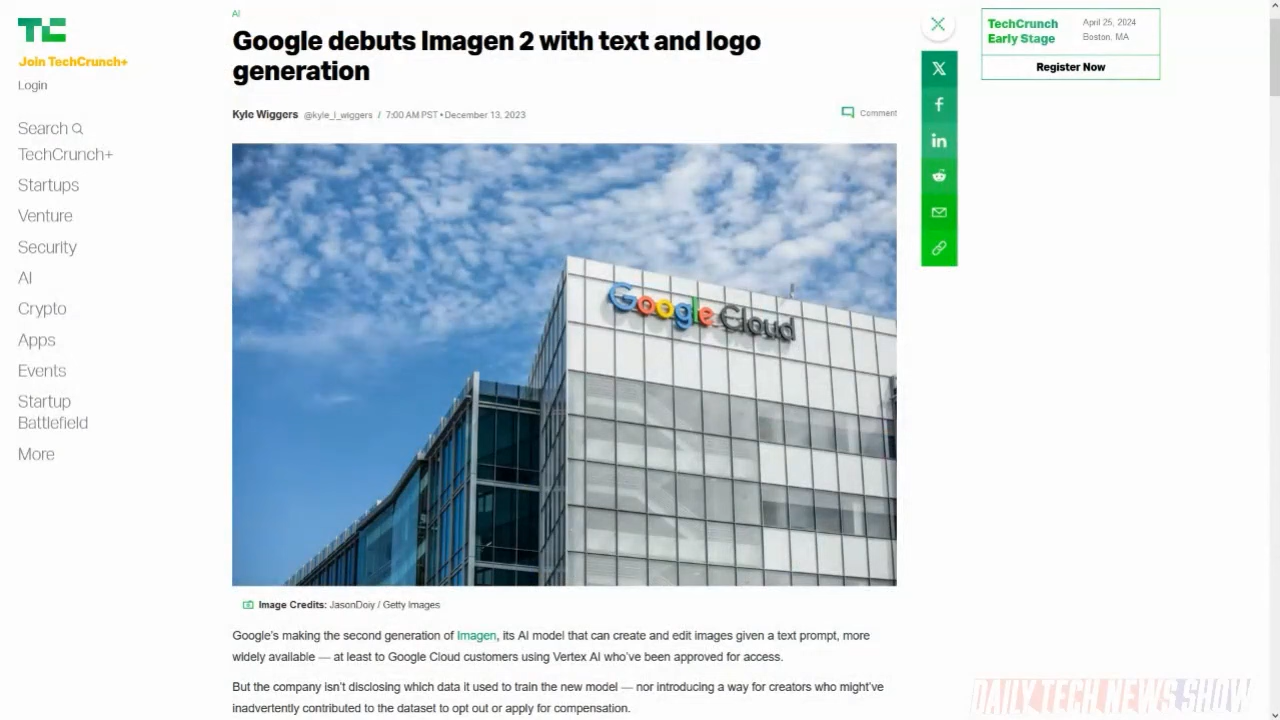 TC
Join TechCrunch+
Login
Search
TechCrunch+
Startups
Venture
Security
AI
Crypto
Apps
Events
Startup
Battlefield
More
AI
Google debuts Imagen 2 with text and logo
generation
Kyle Wiggers @kyle_l_wiggers / 7:00 AM PST • December 13, 2023
Comment
Google Cloud
Image Credits: JasonDoiy / Getty Images
Google's making the second generation of Imagen, its AI model that can create and edit images given a text prompt, more
widely available — at least to Google Cloud customers using Vertex AI who've been approved for access.
But the company isn't disclosing which data it used to train the new model — nor introducing a way for creators who might've
inadvertently contributed to the dataset to opt out or apply for compensation.
X
f
in
TechCrunch
Early Stage
April 25, 2024
Boston, MA
Register Now
DAILY TECH NEWS SHOW